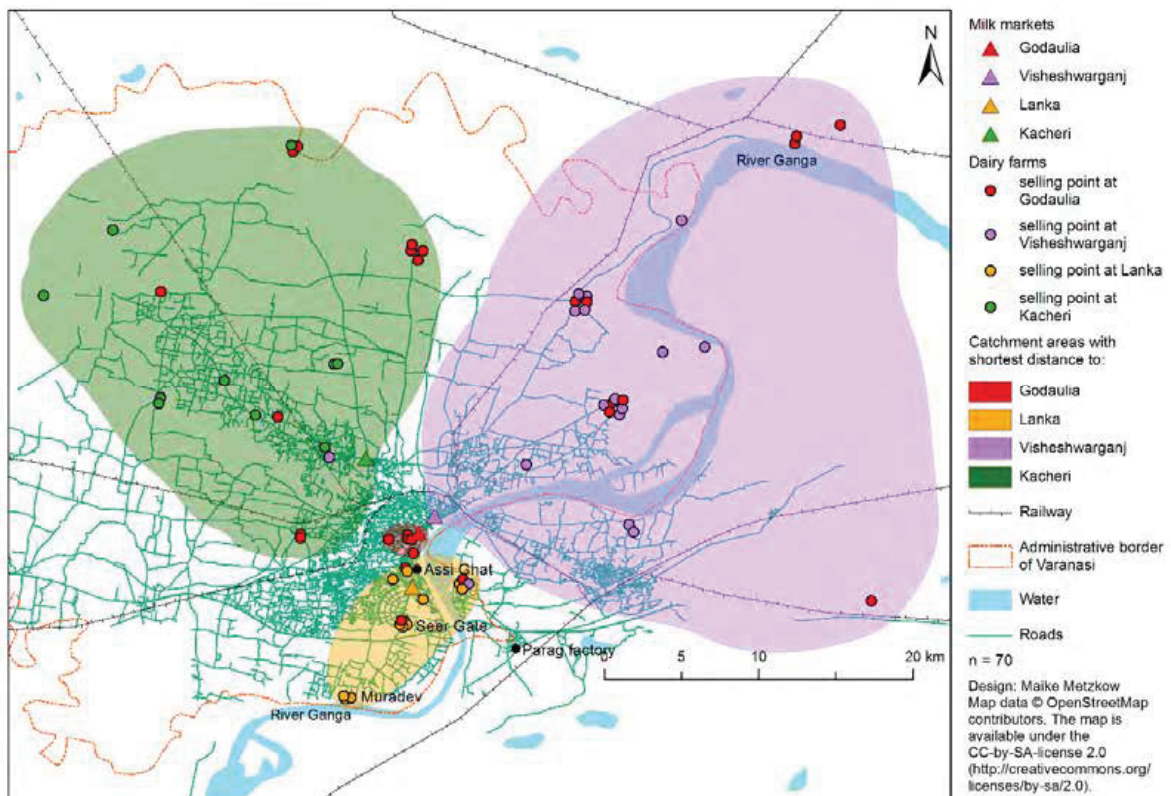 N
River Ganga
Assi Ghat
Seer Gate
Parag factory
0 5 10 20 km
Muradev
River Ganga
Milk markets
Godaulia
Visheshwarganj
Lanka
Kacheri
Dairy farms
selling point at
Godaulia
selling point at
Visheshwarganj
selling point at Lanka
selling point at
Kacheri
Catchment areas with
shortest distance to:
Godaulia
Lanka
Visheshwarganj
Kacheri
Railway
Administrative border
of Varanasi
Water
Roads
n = 70
Design: Maike Metzkow
Map data © OpenStreetMap
contributors. The map is
available under the
CC-by-SA-license 2.0
(http://creativecommons.org/
licenses/by-sa/2.0).